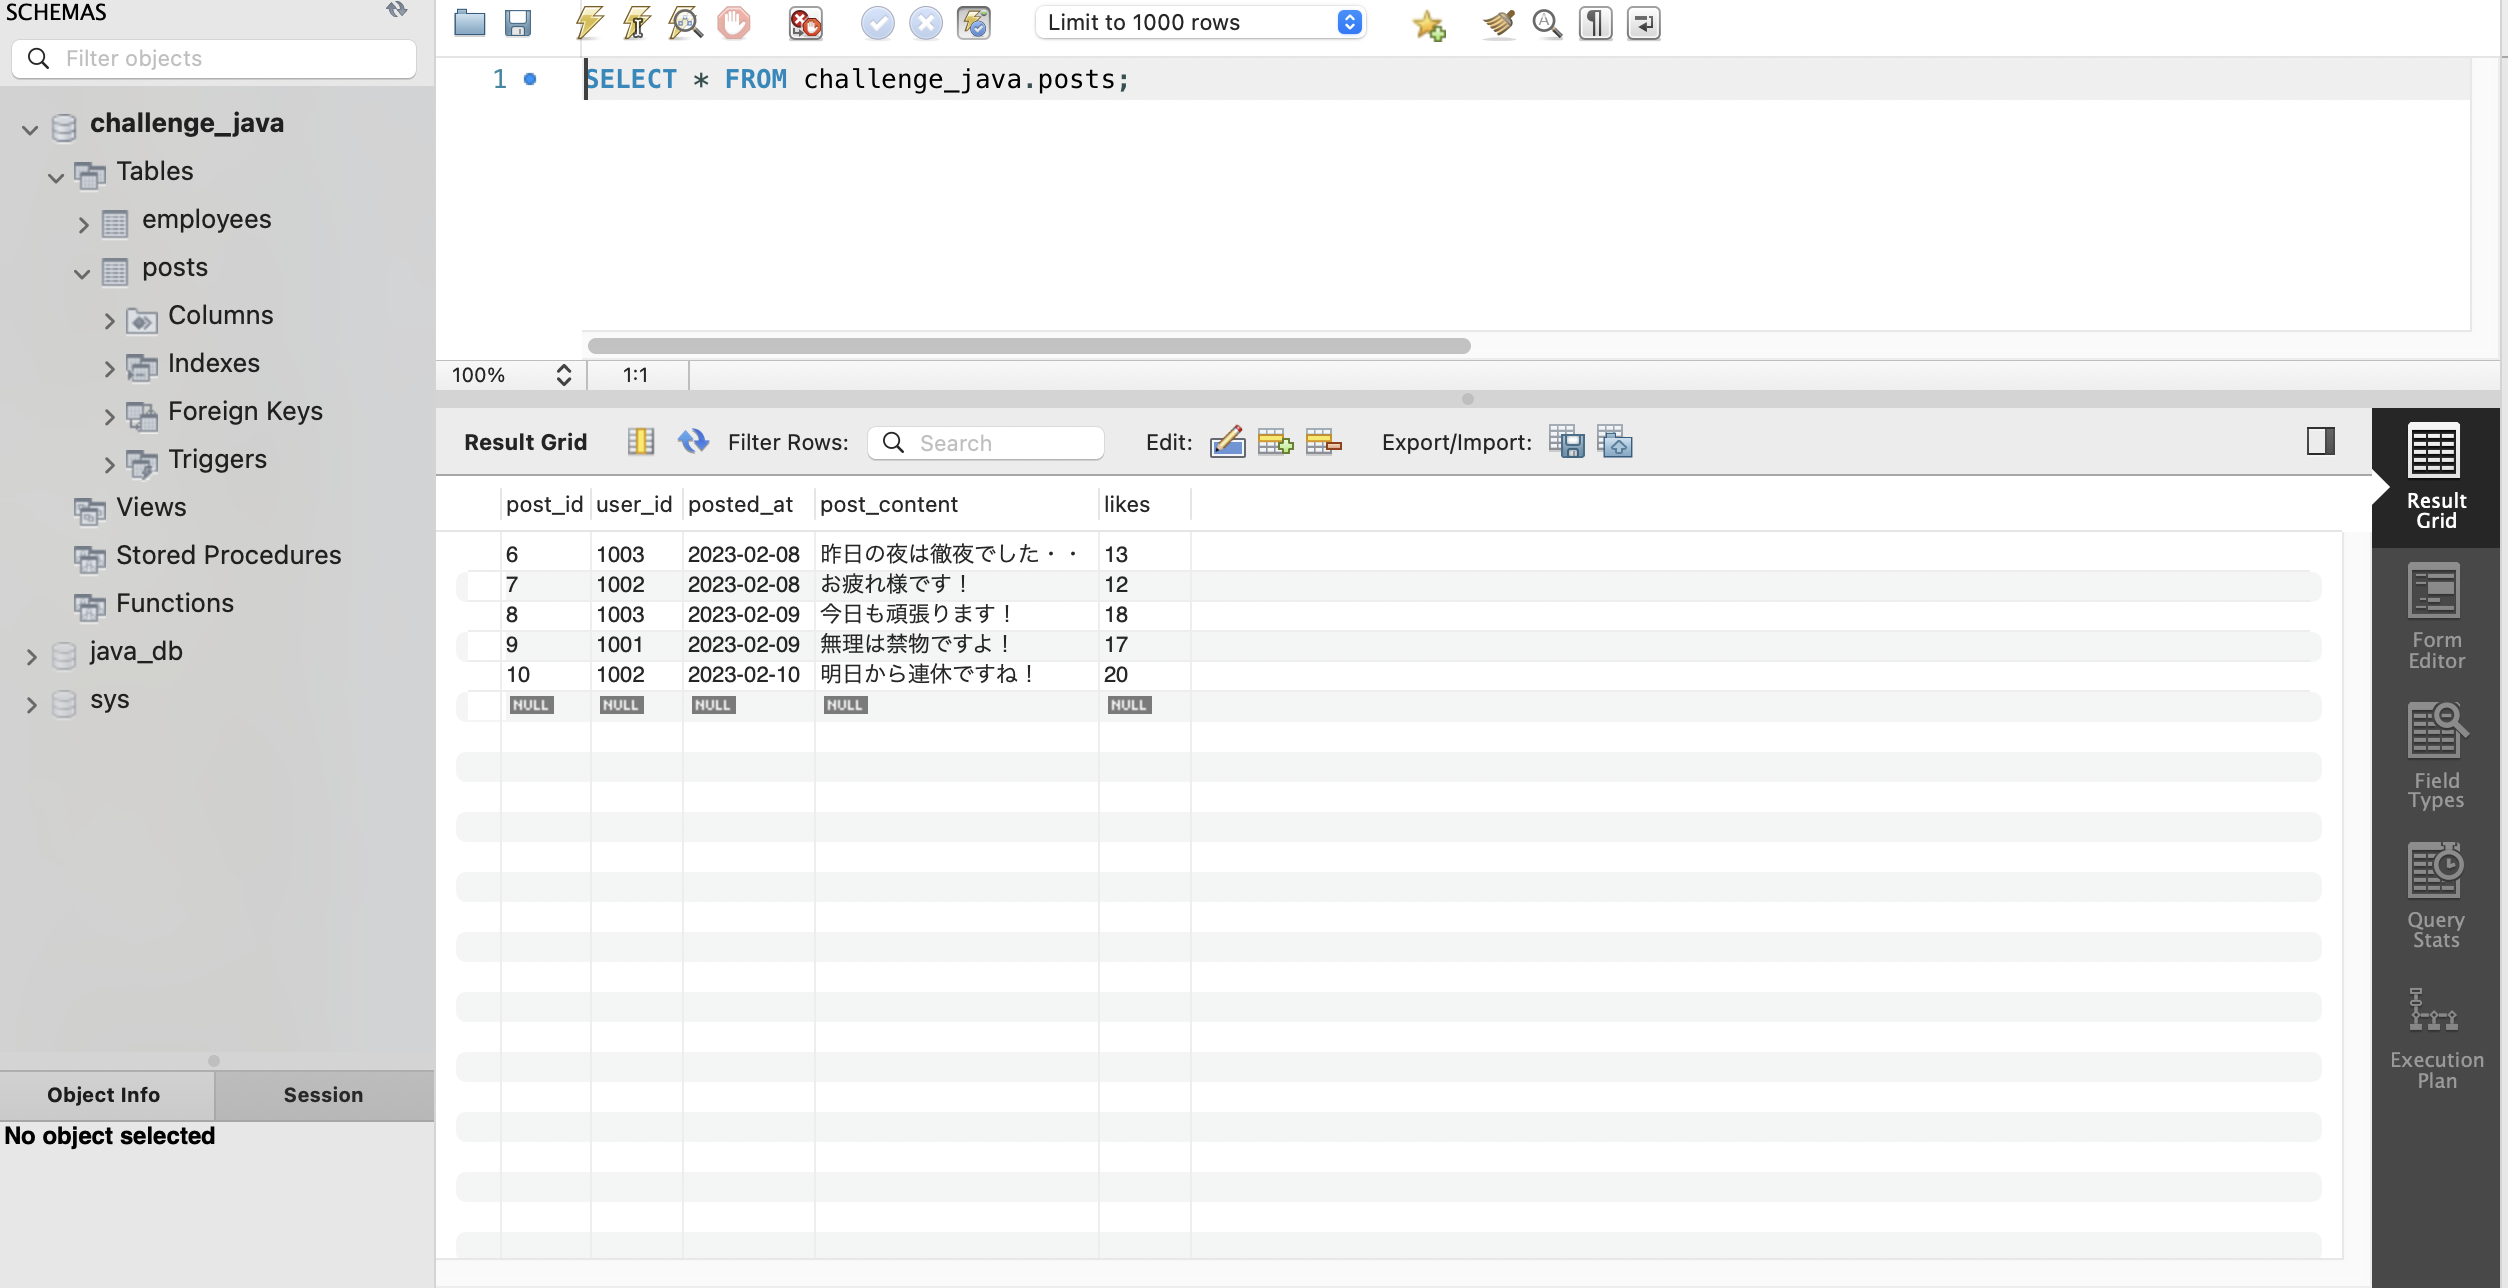 SCHEMAS
Filter objects
challenge_java
Tables
employees
posts
Columns
Indexes
Foreign Keys
Triggers
Views
Stored Procedures
Functions
java_db
sys
Object Info
Session
No object selected
Limit to 1000 rows
1 SELECT * FROM challenge_java.posts;
100% 1:1
Result Grid Filter Rows: Search Edit: Export/Import:
post_id user_id posted_at post_content likes
6 1003 2023-02-08 昨日の夜は徹夜でした・・ 13
7 1002 2023-02-08 お疲れ様です！ 12
8 1003 2023-02-09 今日も頑張ります！ 18
9 1001 2023-02-09 無理は禁物ですよ！ 17
10 1002 2023-02-10 明日から連休ですね！ 20
NULL NULL NULL NULL NULL
Result
Grid
Form
Editor
Field
Types
Query
Stats
Execution
Plan